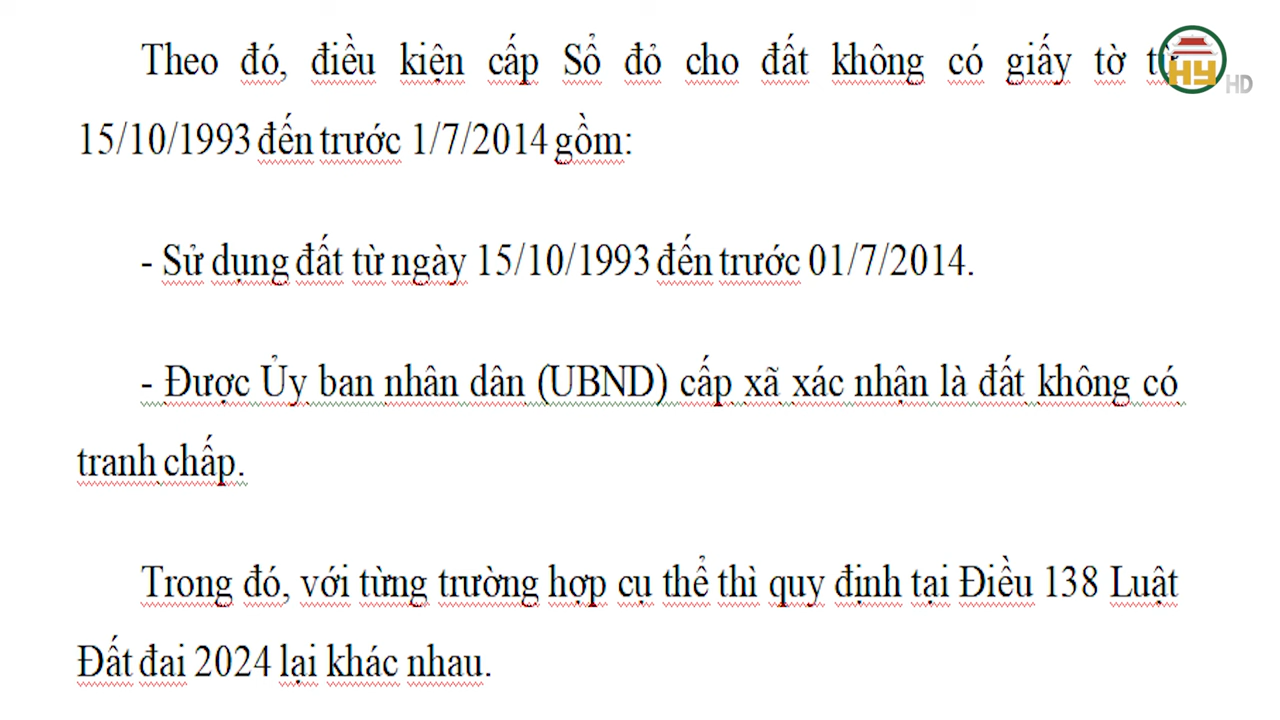 Theo đó, điều kiện cấp Sổ đỏ cho đất không có giấy tờ từ
15/10/1993 đến trước 1/7/2014 gồm:
- Sử dụng đất từ ngày 15/10/1993 đến trước 01/7/2014.
- Được Ủy ban nhân dân (UBND) cấp xã xác nhận là đất không có
tranh chấp.
Trong đó, với từng trường hợp cụ thể thì quy định tại Điều 138 Luật
Đất đai 2024 lại khác nhau.
HY HD